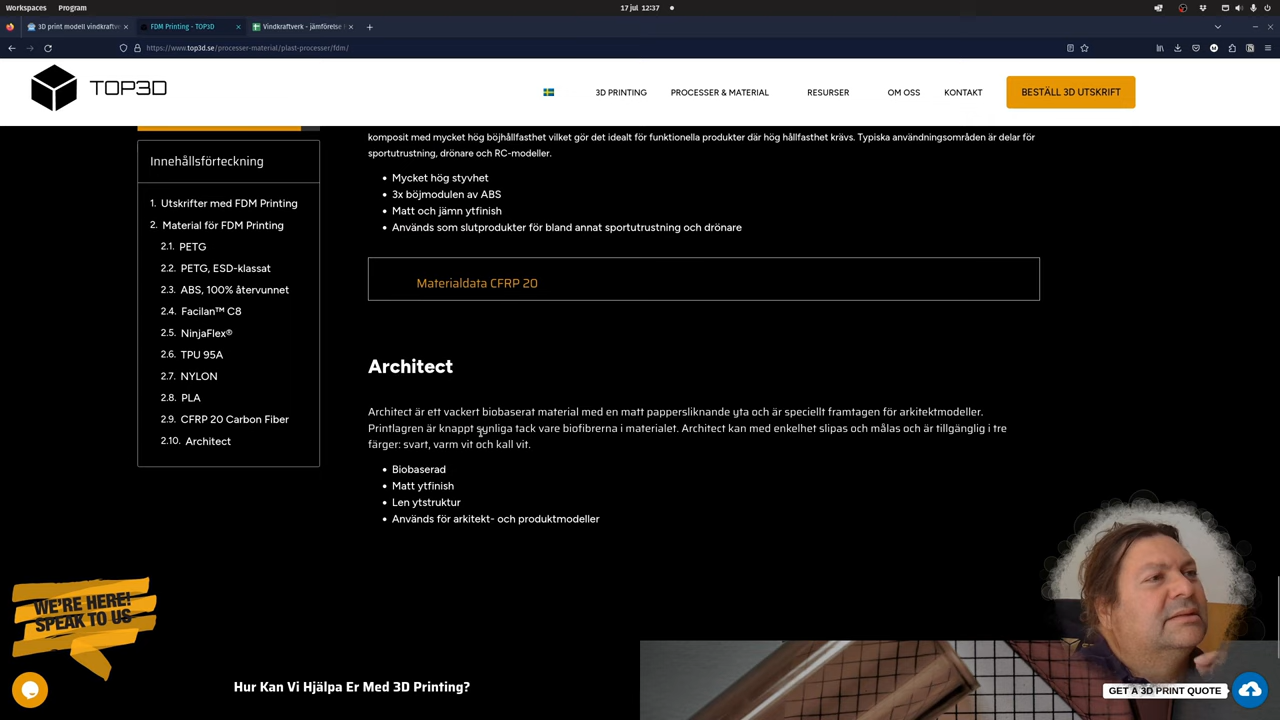 Workspaces Program
17 jul 12:37
3D print modell vindkraftve
FDM Printing - TOP3D
Vindkraftverk - jämförelse
https://www.top3d.se/processer-material/plast-processer/fdm/
TOP3D
3D PRINTING
PROCESSER & MATERIAL
RESURSER
OM OSS
KONTAKT
BESTÄLL 3D UTSKRIFT
Innehållsförteckning
1. Utskrifter med FDM Printing
2. Material för FDM Printing
2.1. PETG
2.2. PETG, ESD-klassat
2.3. ABS, 100% återvunnet
2.4. Facilan™ C8
2.5. NinjaFlex®
2.6. TPU 95A
2.7. NYLON
2.8. PLA
2.9. CFRP 20 Carbon Fiber
2.10. Architect
komposit med mycket hög böjhållfasthet vilket gör det idealt för funktionella produkter där hög hållfasthet krävs. Typiska användningsområden är delar för
sportutrustning, drönare och RC-modeller.
Mycket hög styvhet
3x böjmodulen av ABS
Matt och jämn ytfinish
Används som slutprodukter för bland annat sportutrustning och drönare
Materialdata CFRP 20
Architect
Architect är ett vackert biobaserat material med en matt pappersliknande yta och är speciellt framtagen för arkitektmodeller.
Printlagren är knappt synliga tack vare biofibrerna i materialet. Architect kan med enkelhet slipas och målas och är tillgänglig i tre
färger: svart, varm vit och kall vit.
Biobaserad
Matt ytfinish
Len ytstruktur
Används för arkitekt- och produktmodeller
WE'RE HERE!
SPEAK TO US
Hur Kan Vi Hjälpa Er Med 3D Printing?
GET A 3D PRINT QUOTE